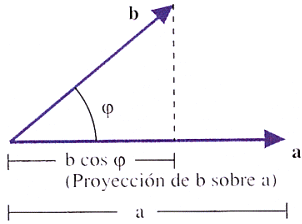 b
φ
a
b cos φ
(Proyección de b sobre a)
a